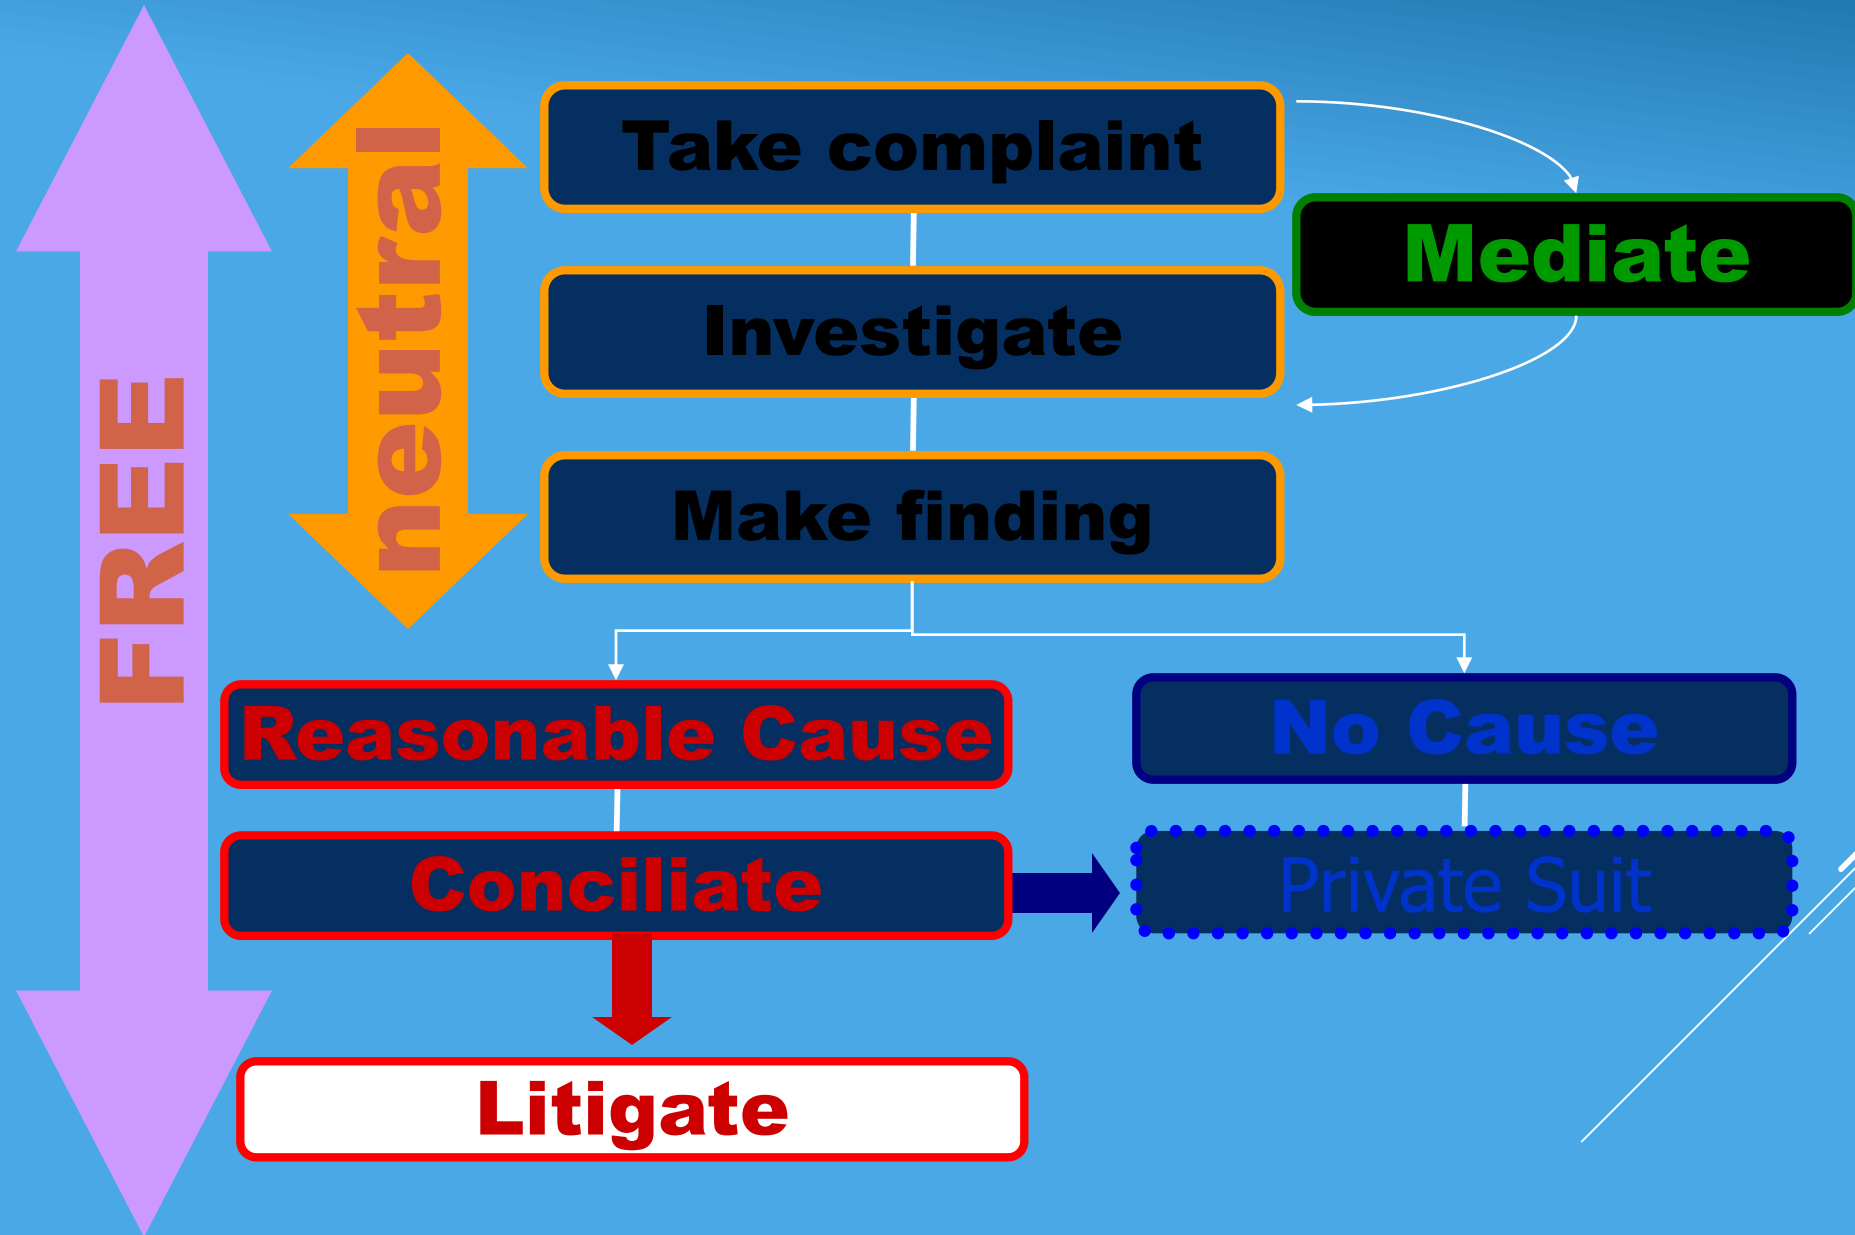 FREE
neutral
Take complaint
Mediate
Investigate
Make finding
Reasonable Cause
No Cause
Conciliate
Private Suit
Litigate